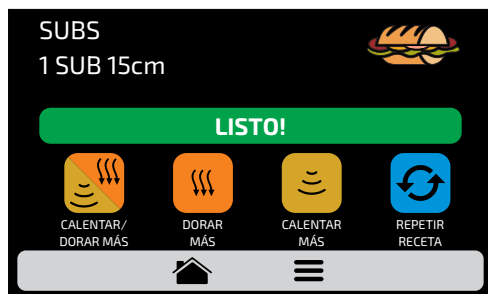 SUBS
1 SUB 15cm
LISTO!
CALENTAR/
DORAR MÁS
DORAR
MÁS
CALENTAR
MÁS
REPETIR
RECETA